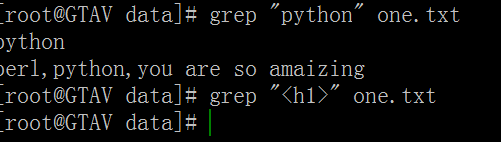 [root@GTAV data]# grep "python" one.txt
python
perl,python,you are so amaizing
[root@GTAV data]# grep "<h1>" one.txt
[root@GTAV data]#